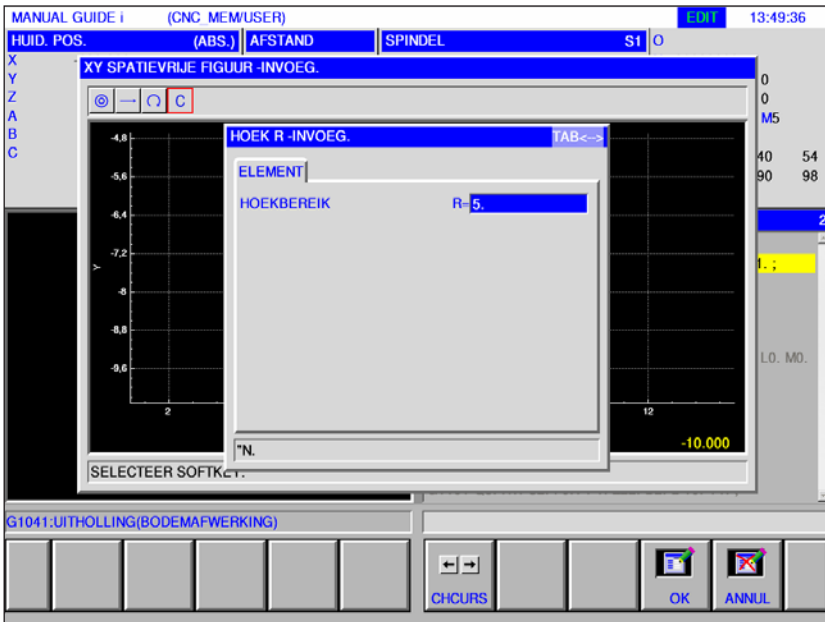 MANUAL GUIDE i (CNC_MEM/USER) EDIT 13:49:36
HUID. POS. (ABS.) AFSTAND SPINDEL S1 O
X
Y 0
Z 0
A M5
B
C 40 54
90 98
XY SPATIEVRIJE FIGUUR -INVOEG.
C
HOEK R -INVOEG. TAB<-->
ELEMENT
HOEKBEREIK R= 5.
-4,8
-5,6
-6,4
-7,2
Y
-8
-8,8
-9,6
2 12
-10.000
"N.
SELECTEER SOFTKEY.
2
1. ;
L0. M0.
G1041:UITHOLLING(BODEMAFWERKING)
CHCURS OK ANNUL